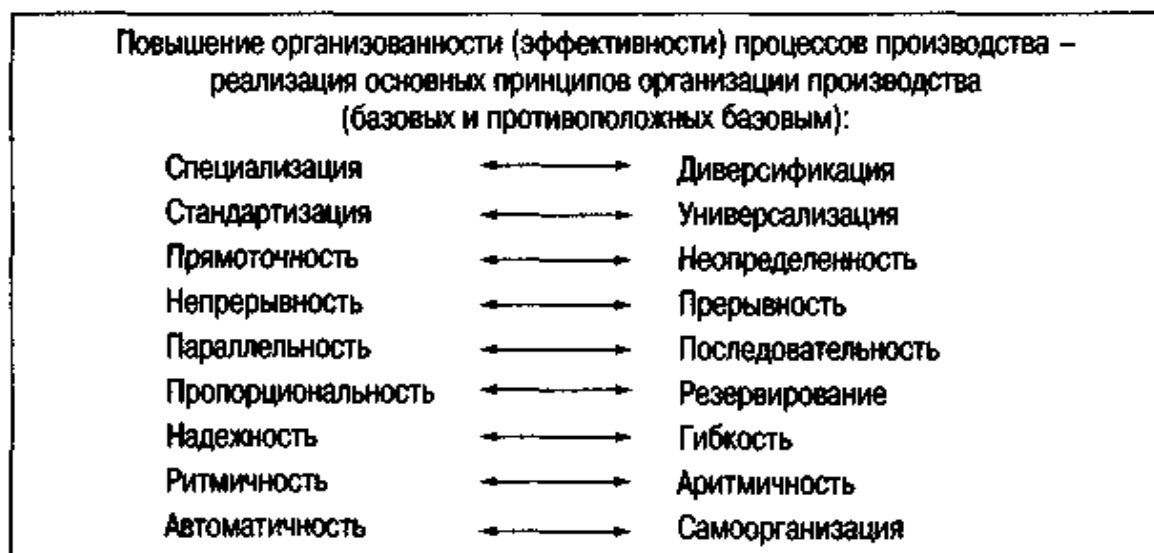 Повышение организованности (эффективности) процессов производства –
реализация основных принципов организации производства
(базовых и противоположных базовым):
Специализация Диверсификация
Стандартизация Универсализация
Прямоточность Неопределенность
Непрерывность Прерывность
Параллельность Последовательность
Пропорциональность Резервирование
Надежность Гибкость
Ритмичность Аритмичность
Автоматичность Самоорганизация